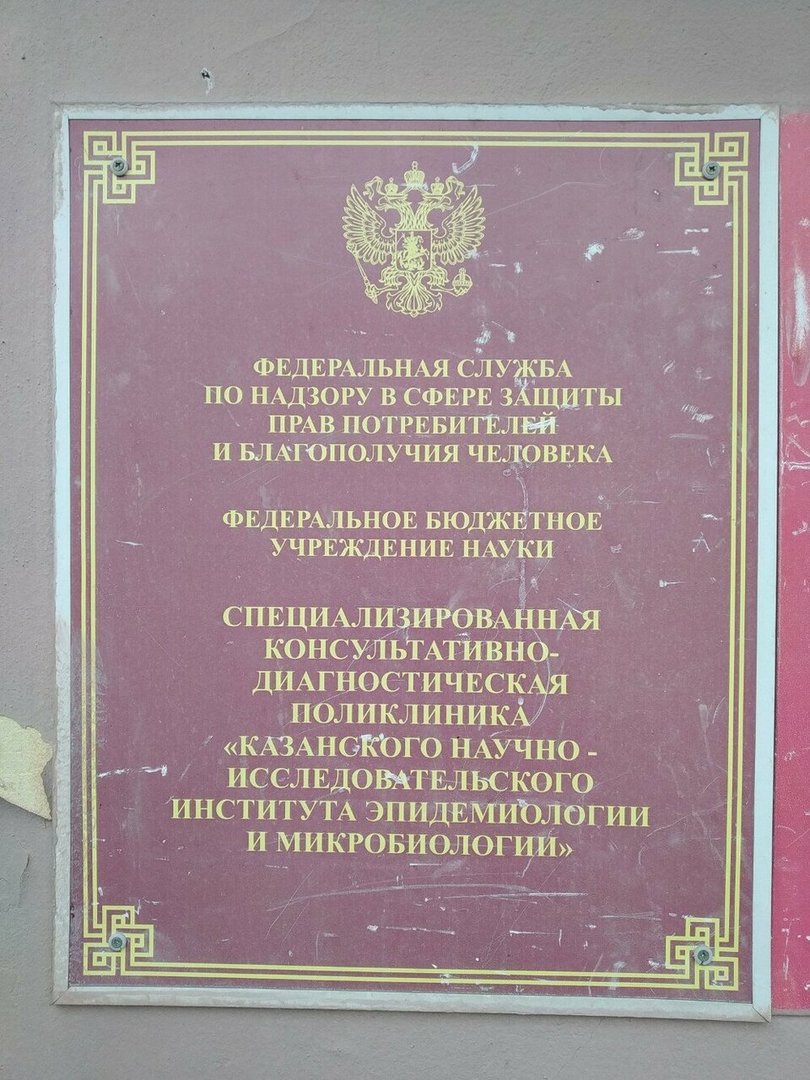 ФЕДЕРАЛЬНАЯ СЛУЖБА
ПО НАДЗОРУ В СФЕРЕ ЗАЩИТЫ
ПРАВ ПОТРЕБИТЕЛЕЙ
И БЛАГОПОЛУЧИЯ ЧЕЛОВЕКА
ФЕДЕРАЛЬНОЕ БЮДЖЕТНОЕ
УЧРЕЖДЕНИЕ НАУКИ
СПЕЦИАЛИЗИРОВАННАЯ
КОНСУЛЬТАТИВНО-
ДИАГНОСТИЧЕСКАЯ
ПОЛИКЛИНИКА
«КАЗАНСКОГО НАУЧНО -
ИССЛЕДОВАТЕЛЬСКОГО
ИНСТИТУТА ЭПИДЕМИОЛОГИИ
И МИКРОБИОЛОГИИ»